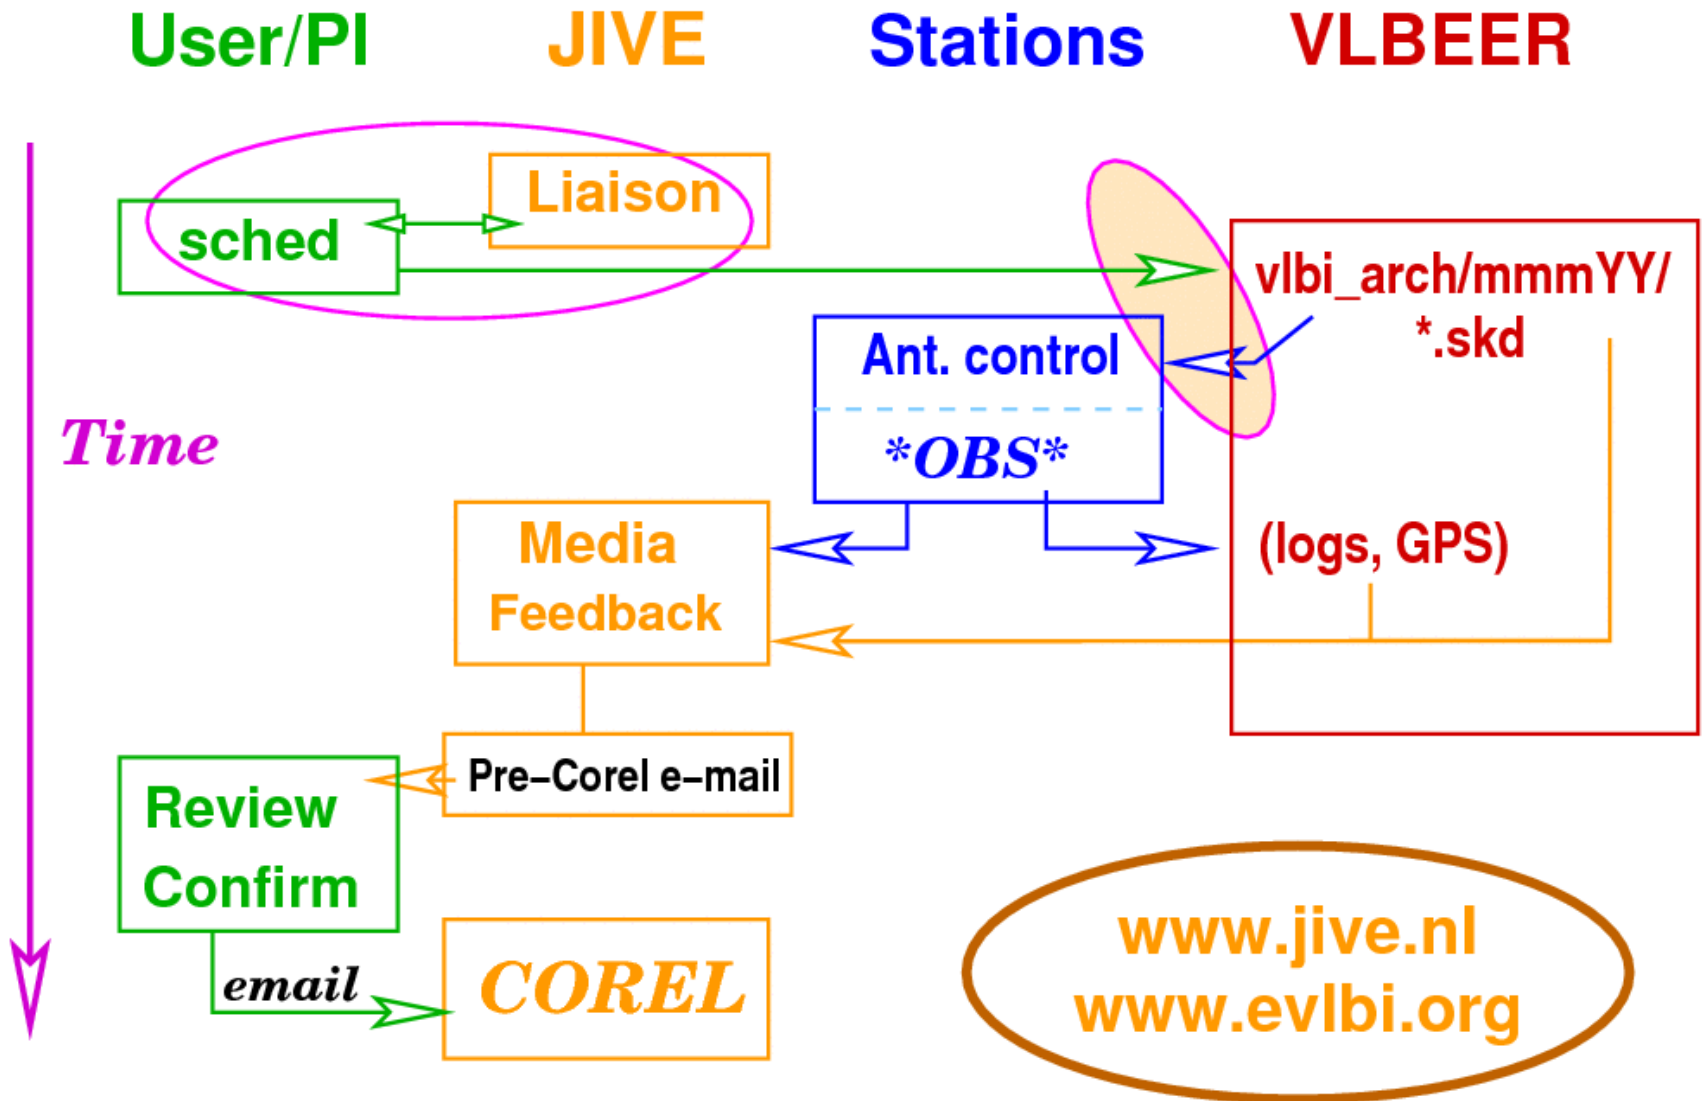 User/PI JIVE Stations VLBEER
Liaison
sched
vlbi_arch/mmmYY/
*.skd
Ant. control
Time
*OBS*
Media
(logs, GPS)
Feedback
Pre–Corel e–mail
Review
Confirm
email
COREL
www.jive.nl
www.evlbi.org